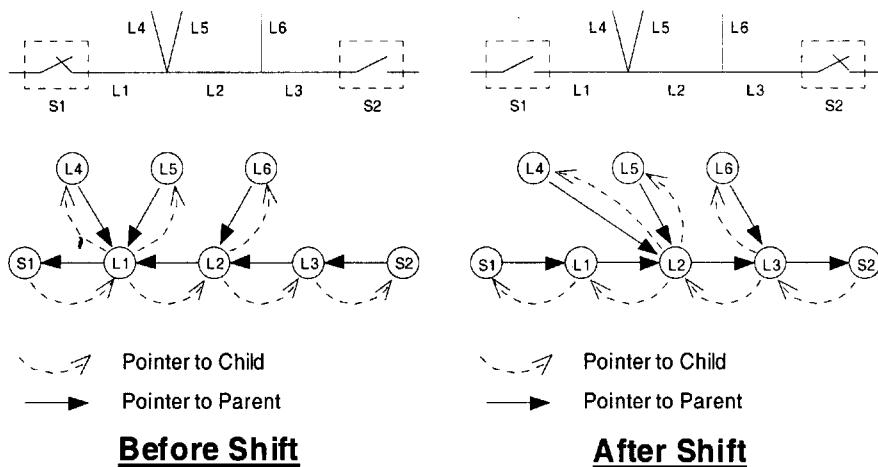 L4 L5 L6 L4 L5 L6
S1 L1 L2 L3 S2 S1 L1 L2 L3 S2
L4 L5 L6 L4 L5 L6
S1 L1 L2 L3 S2 S1 L1 L2 L3 S2
Pointer to Child Pointer to Child
Pointer to Parent Pointer to Parent
Before Shift After Shift